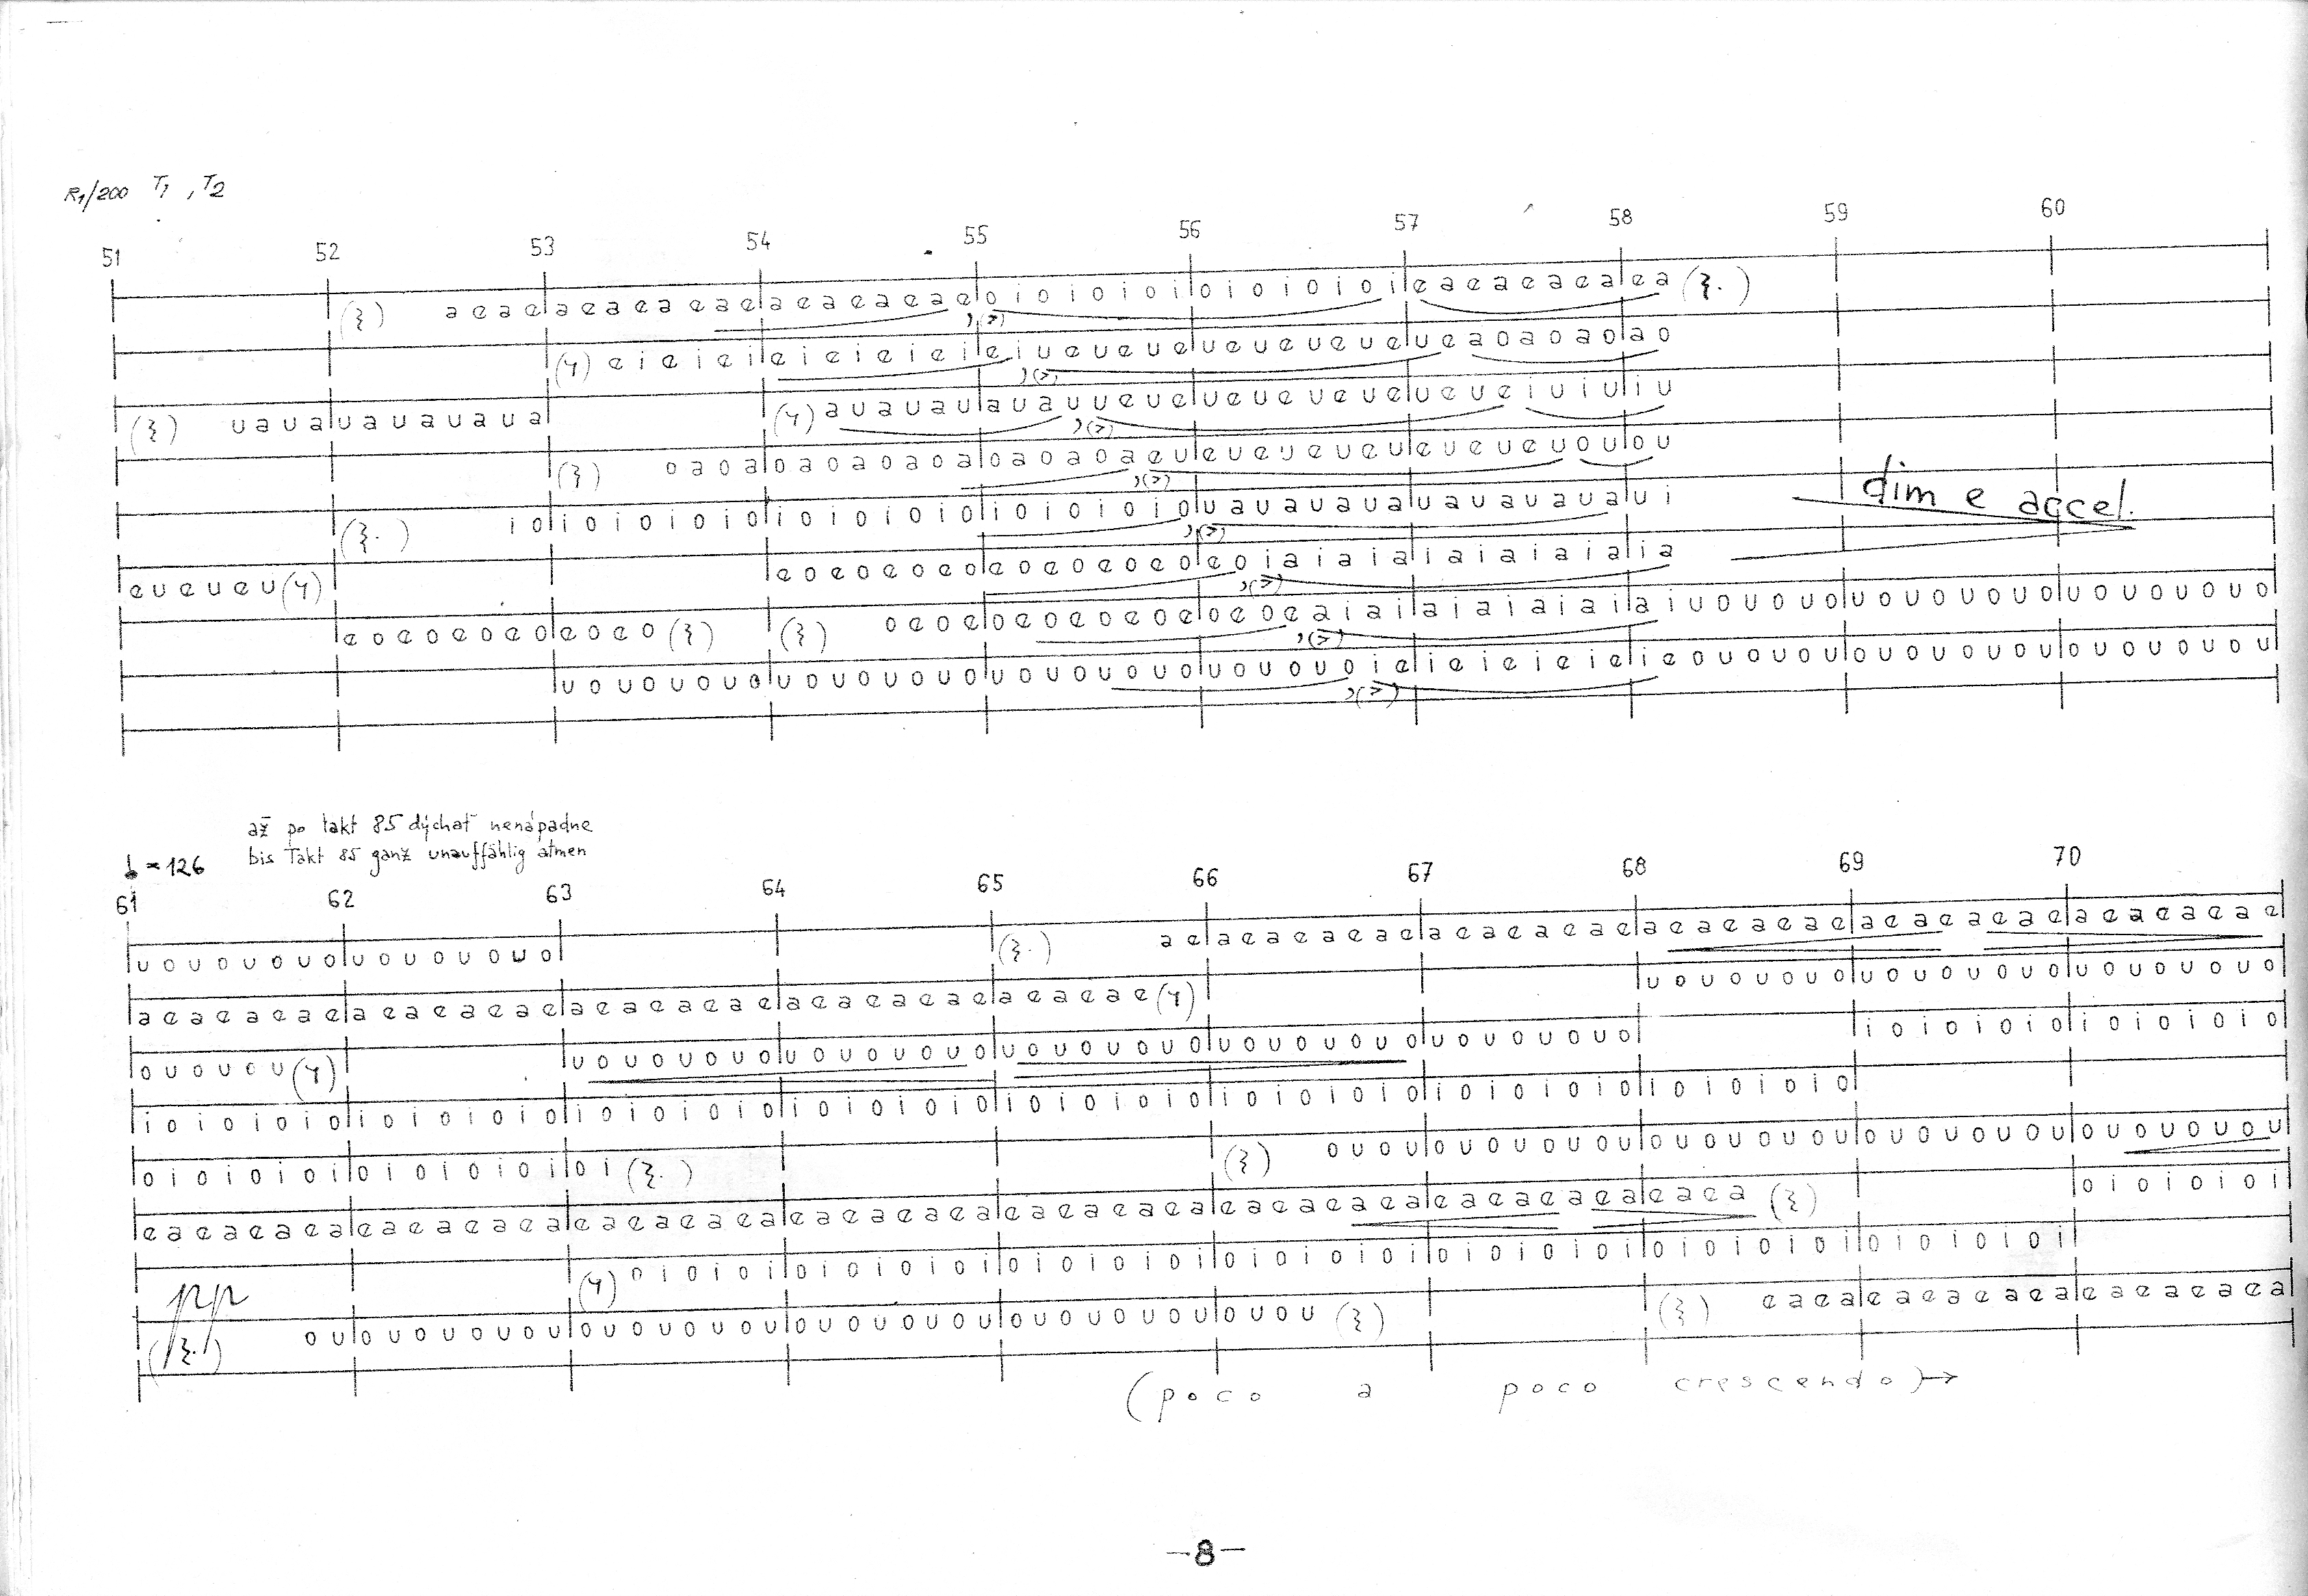 R1/200 T1 , T2
51 52 53 54 55 56 57 58 59 60
a e a e a e a e a e a e a e a e a e a e o i o i o i o i o i o i o i o i e a e a e a e a e a
e i e i e i e i e i e i e i e i u e u e u e u e u e u e u e u e a o a o a o a o
u a u a u a u a u a u a a u a u a u a u a u u e u e u e u e u e u e u e u e i u i u i u
o a o a o a o a o a o a o a o a o a e u e u e u e u e u e u e u o u o u
i o i o i o i o i o i o i o i o i o i o i o i o i o u a u a u a u a u a u a u a u a u i
dim e accel.
e u e u e u e o e o e o e o e o e o e o e o e o i a i a i a i a i a i a i a i a
e o e o e o e o e o e o o e o e o e o e o e o e o e o e a i a i a i a i a i a i a i u o u o u o u o u o u o u o u o u o u o u o
u o u o u o u o u o u o u o u o u o u o u o u o u o u o u o i e i e i e i e i e i e o u o u o u o u o u o u o u o u o u o u o u
až po takt 85 dýchať nenápadne
= 126 bis Takt 85 ganz unauffählig atmen
61 62 63 64 65 66 67 68 69 70
u o u o u o u o u o u o u o u o a e a e a e a e a e a e a e a e a e a e a e a e a e a e a e a e a e a e a e a e a e
a e a e a e a e a e a e a e a e a e a e a e a e a e a e a e a e a e a e a e u o u o u o u o u o u o u o u o u o u o u o u o
o u o u o u u o u o u o u o u o u o u o u o u o u o u o u o u o u o u o u o u o u o u o u o i o i o i o i o i o i o i o i o
i o i o i o i o i o i o i o i o i o i o i o i o i o i o i o i o i o i o i o i o i o i o i o i o i o i o i o i o i o i o i o i o
o i o i o i o i o i o i o i o i o i o u o u o u o u o u o u o u o u o u o u o u o u o u o u o u o u o u o u
e a e a e a e a e a e a e a e a e a e a e a e a e a e a e a e a e a e a e a e a e a e a e a e a e a e a e a e a e a e a o i o i o i o i
o i o i o i o i o i o i o i o i o i o i o i o i o i o i o i o i o i o i o i o i o i o i o i o i o i o i o i
pp
o u o u o u o u o u o u o u o u o u o u o u o u o u o u o u o u o u o u o u e a e a e a e a e a e a e a e a e a e a
(poco a poco crescendo)→
—8—